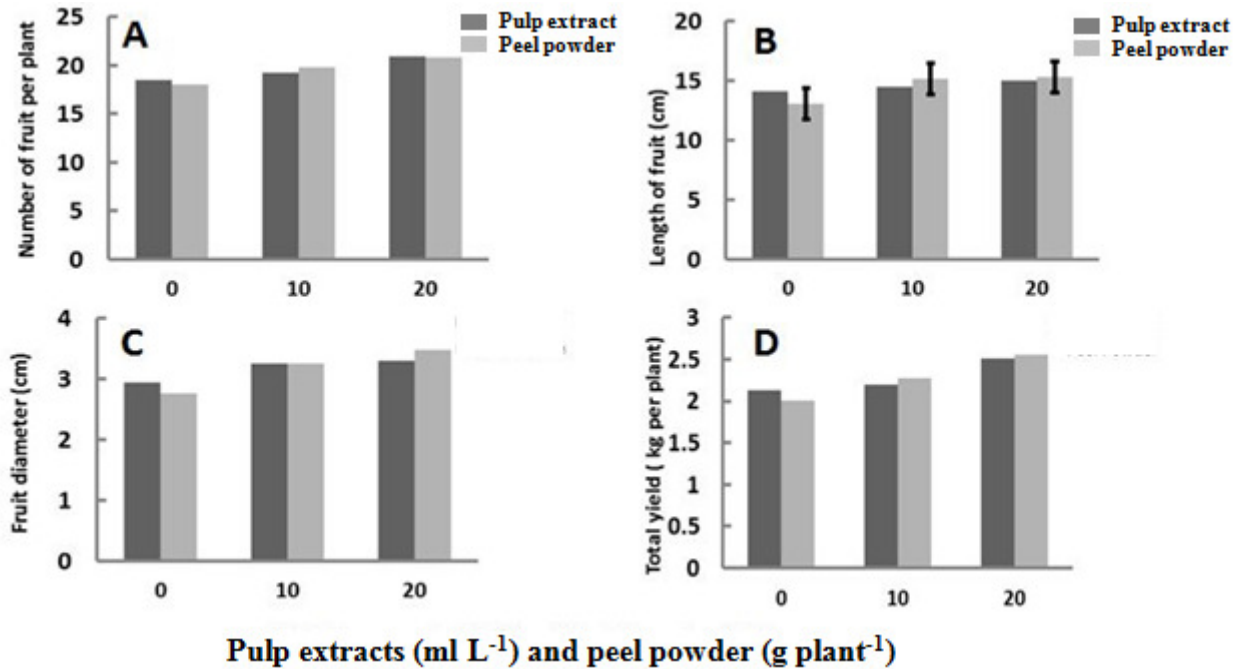 A
Pulp extract
Peel powder
Number of fruit per plant
25
20
15
10
5
0
0 10 20
B
Pulp extract
Peel powder
Length of fruit (cm)
20
15
10
5
0
0 10 20
C
Fruit diameter (cm)
4
3
2
1
0
0 10 20
D
Total yield ( kg per plant)
3
2.5
2
1.5
1
0.5
0
0 10 20
Pulp extracts (ml L⁻¹) and peel powder (g plant⁻¹)